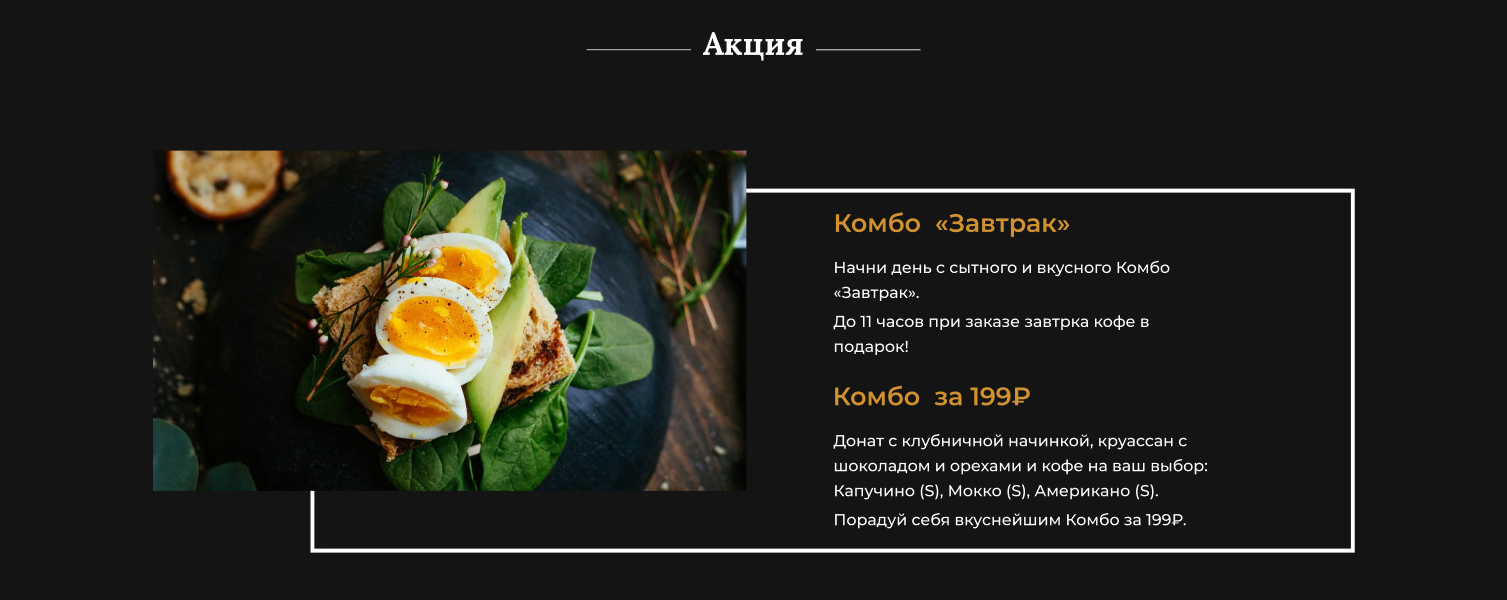 Акция
Комбо «Завтрак»
Начни день с сытного и вкусного Комбо
«Завтрак».
До 11 часов при заказе завтрка кофе в
подарок!
Комбо за 199₽
Донат с клубничной начинкой, круассан с
шоколадом и орехами и кофе на ваш выбор:
Капучино (S), Мокко (S), Американо (S).
Порадуй себя вкуснейшим Комбо за 199₽.